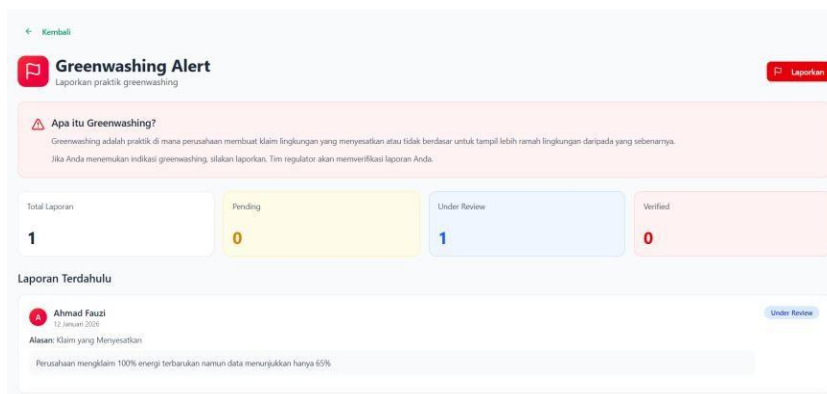 Kembali
Greenwashing Alert
Laporkan praktik greenwashing
Laporkan
Apa itu Greenwashing?
Greenwashing adalah praktik di mana perusahaan membuat klaim lingkungan yang menyesatkan atau tidak berdasar untuk tampil lebih ramah lingkungan daripada yang sebenarnya.
Jika Anda menemukan indikasi greenwashing, silakan laporkan. Tim regulator akan memverifikasi laporan Anda.
Total Laporan
1
Pending
0
Under Review
1
Verified
0
Laporan Terdahulu
A
Ahmad Fauzi
12 Januari 2026
Under Review
Alasan: Klaim yang Menyesatkan
Perusahaan mengklaim 100% energi terbarukan namun data menunjukkan hanya 65%